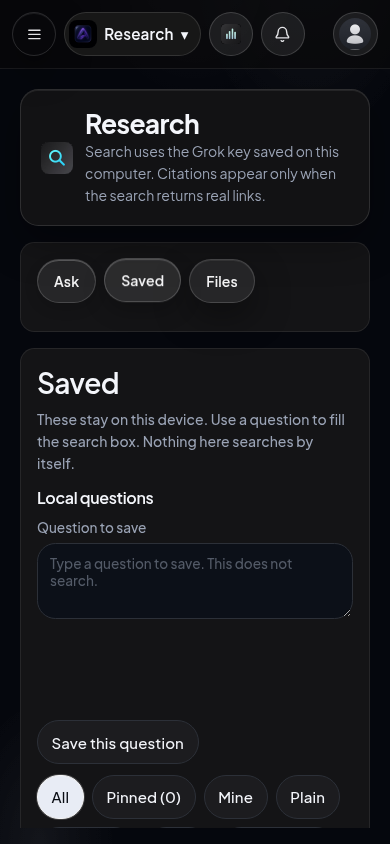 Research ▾
Research
Search uses the Grok key saved on this
computer. Citations appear only when
the search returns real links.
Ask
Saved
Files
Saved
These stay on this device. Use a question to fill
the search box. Nothing here searches by
itself.
Local questions
Question to save
Type a question to save. This does not
search.
Save this question
All
Pinned (0)
Mine
Plain